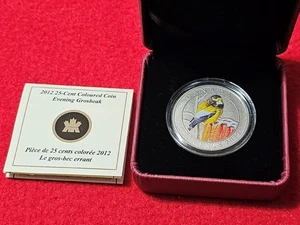 2012 25-Cent Coloured Coin
Evening Grosbeak
Pièce de 25 cents colorée 2012
Le gros-bec errant